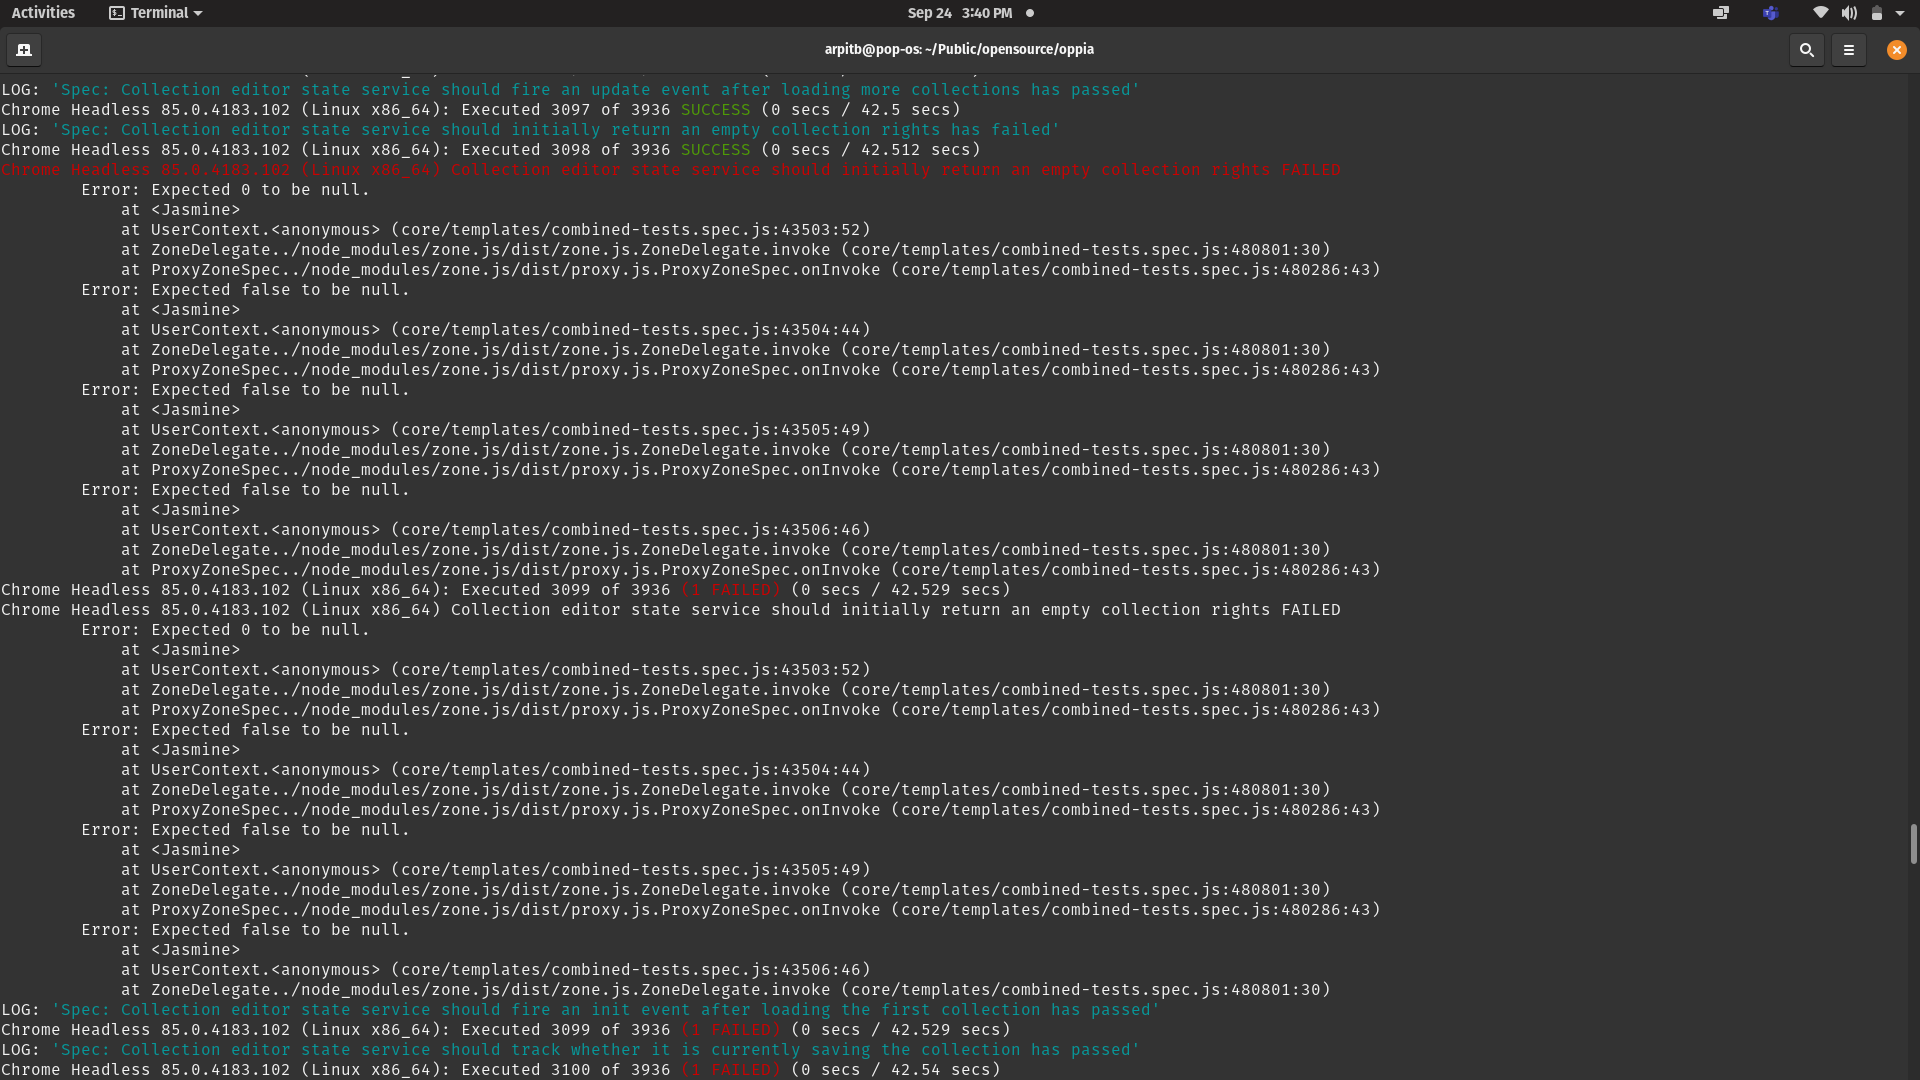 Activities
Terminal
Sep 24 3:40 PM
arpitb@pop-os: ~/Public/opensource/oppia
LOG: 'Spec: Collection editor state service should fire an update event after loading more collections has passed'
Chrome Headless 85.0.4183.102 (Linux x86_64): Executed 3097 of 3936 SUCCESS (0 secs / 42.5 secs)
LOG: 'Spec: Collection editor state service should initially return an empty collection rights has failed'
Chrome Headless 85.0.4183.102 (Linux x86_64): Executed 3098 of 3936 SUCCESS (0 secs / 42.512 secs)
Chrome Headless 85.0.4183.102 (Linux x86_64) Collection editor state service should initially return an empty collection rights FAILED
Error: Expected 0 to be null.
at <Jasmine>
at UserContext.<anonymous> (core/templates/combined-tests.spec.js:43503:52)
at ZoneDelegate../node_modules/zone.js/dist/zone.js.ZoneDelegate.invoke (core/templates/combined-tests.spec.js:480801:30)
at ProxyZoneSpec../node_modules/zone.js/dist/proxy.js.ProxyZoneSpec.onInvoke (core/templates/combined-tests.spec.js:480286:43)
Error: Expected false to be null.
at <Jasmine>
at UserContext.<anonymous> (core/templates/combined-tests.spec.js:43504:44)
at ZoneDelegate../node_modules/zone.js/dist/zone.js.ZoneDelegate.invoke (core/templates/combined-tests.spec.js:480801:30)
at ProxyZoneSpec../node_modules/zone.js/dist/proxy.js.ProxyZoneSpec.onInvoke (core/templates/combined-tests.spec.js:480286:43)
Error: Expected false to be null.
at <Jasmine>
at UserContext.<anonymous> (core/templates/combined-tests.spec.js:43505:49)
at ZoneDelegate../node_modules/zone.js/dist/zone.js.ZoneDelegate.invoke (core/templates/combined-tests.spec.js:480801:30)
at ProxyZoneSpec../node_modules/zone.js/dist/proxy.js.ProxyZoneSpec.onInvoke (core/templates/combined-tests.spec.js:480286:43)
Error: Expected false to be null.
at <Jasmine>
at UserContext.<anonymous> (core/templates/combined-tests.spec.js:43506:46)
at ZoneDelegate../node_modules/zone.js/dist/zone.js.ZoneDelegate.invoke (core/templates/combined-tests.spec.js:480801:30)
at ProxyZoneSpec../node_modules/zone.js/dist/proxy.js.ProxyZoneSpec.onInvoke (core/templates/combined-tests.spec.js:480286:43)
Chrome Headless 85.0.4183.102 (Linux x86_64): Executed 3099 of 3936 (1 FAILED) (0 secs / 42.529 secs)
Chrome Headless 85.0.4183.102 (Linux x86_64) Collection editor state service should initially return an empty collection rights FAILED
Error: Expected 0 to be null.
at <Jasmine>
at UserContext.<anonymous> (core/templates/combined-tests.spec.js:43503:52)
at ZoneDelegate../node_modules/zone.js/dist/zone.js.ZoneDelegate.invoke (core/templates/combined-tests.spec.js:480801:30)
at ProxyZoneSpec../node_modules/zone.js/dist/proxy.js.ProxyZoneSpec.onInvoke (core/templates/combined-tests.spec.js:480286:43)
Error: Expected false to be null.
at <Jasmine>
at UserContext.<anonymous> (core/templates/combined-tests.spec.js:43504:44)
at ZoneDelegate../node_modules/zone.js/dist/zone.js.ZoneDelegate.invoke (core/templates/combined-tests.spec.js:480801:30)
at ProxyZoneSpec../node_modules/zone.js/dist/proxy.js.ProxyZoneSpec.onInvoke (core/templates/combined-tests.spec.js:480286:43)
Error: Expected false to be null.
at <Jasmine>
at UserContext.<anonymous> (core/templates/combined-tests.spec.js:43505:49)
at ZoneDelegate../node_modules/zone.js/dist/zone.js.ZoneDelegate.invoke (core/templates/combined-tests.spec.js:480801:30)
at ProxyZoneSpec../node_modules/zone.js/dist/proxy.js.ProxyZoneSpec.onInvoke (core/templates/combined-tests.spec.js:480286:43)
Error: Expected false to be null.
at <Jasmine>
at UserContext.<anonymous> (core/templates/combined-tests.spec.js:43506:46)
at ZoneDelegate../node_modules/zone.js/dist/zone.js.ZoneDelegate.invoke (core/templates/combined-tests.spec.js:480801:30)
LOG: 'Spec: Collection editor state service should fire an init event after loading the first collection has passed'
Chrome Headless 85.0.4183.102 (Linux x86_64): Executed 3099 of 3936 (1 FAILED) (0 secs / 42.529 secs)
LOG: 'Spec: Collection editor state service should track whether it is currently saving the collection has passed'
Chrome Headless 85.0.4183.102 (Linux x86_64): Executed 3100 of 3936 (1 FAILED) (0 secs / 42.54 secs)